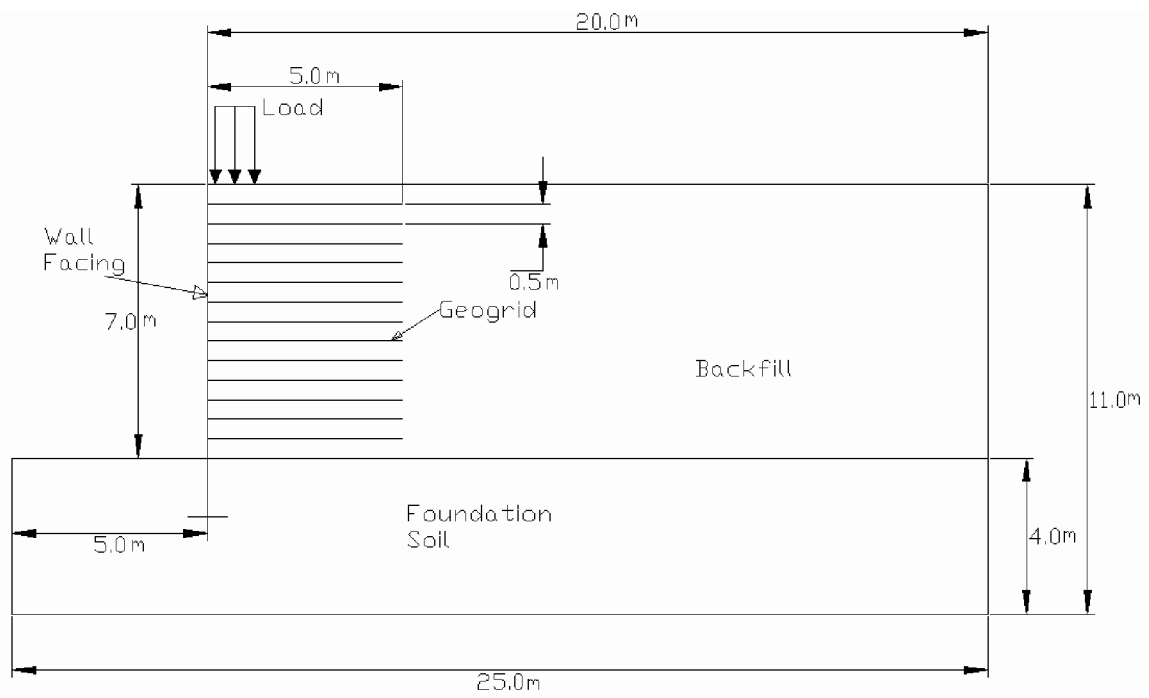 20.0m
5.0m
Load
Wall
Facing
0.5m
7.0m
Geogrid
Backfill
11.0m
Foundation
Soil
5.0m
4.0m
25.0m